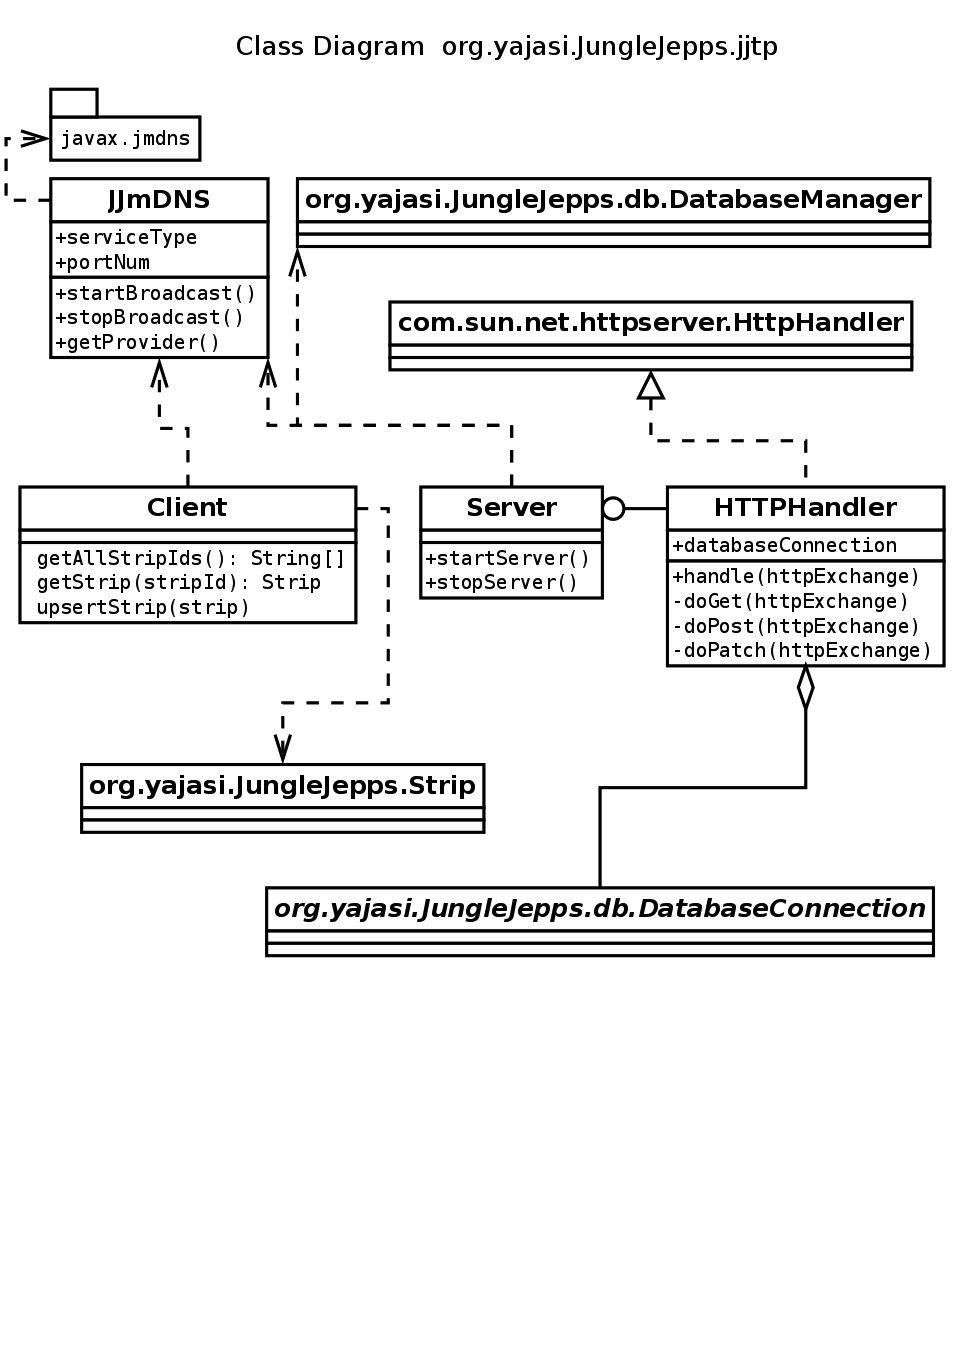 Class Diagram  org.yajasi.JungleJepps.jjtp
javax.jmdns
JJmDNS
+serviceType
+portNum
+startBroadcast()
+stopBroadcast()
+getProvider()
org.yajasi.JungleJepps.db.DatabaseManager
com.sun.net.httpserver.HttpHandler
Client
getAllStripIds(): String[]
getStrip(stripId): Strip
upsertStrip(strip)
Server
+startServer()
+stopServer()
HTTPHandler
+databaseConnection
+handle(httpExchange)
-doGet(httpExchange)
-doPost(httpExchange)
-doPatch(httpExchange)
org.yajasi.JungleJepps.Strip
org.yajasi.JungleJepps.db.DatabaseConnection